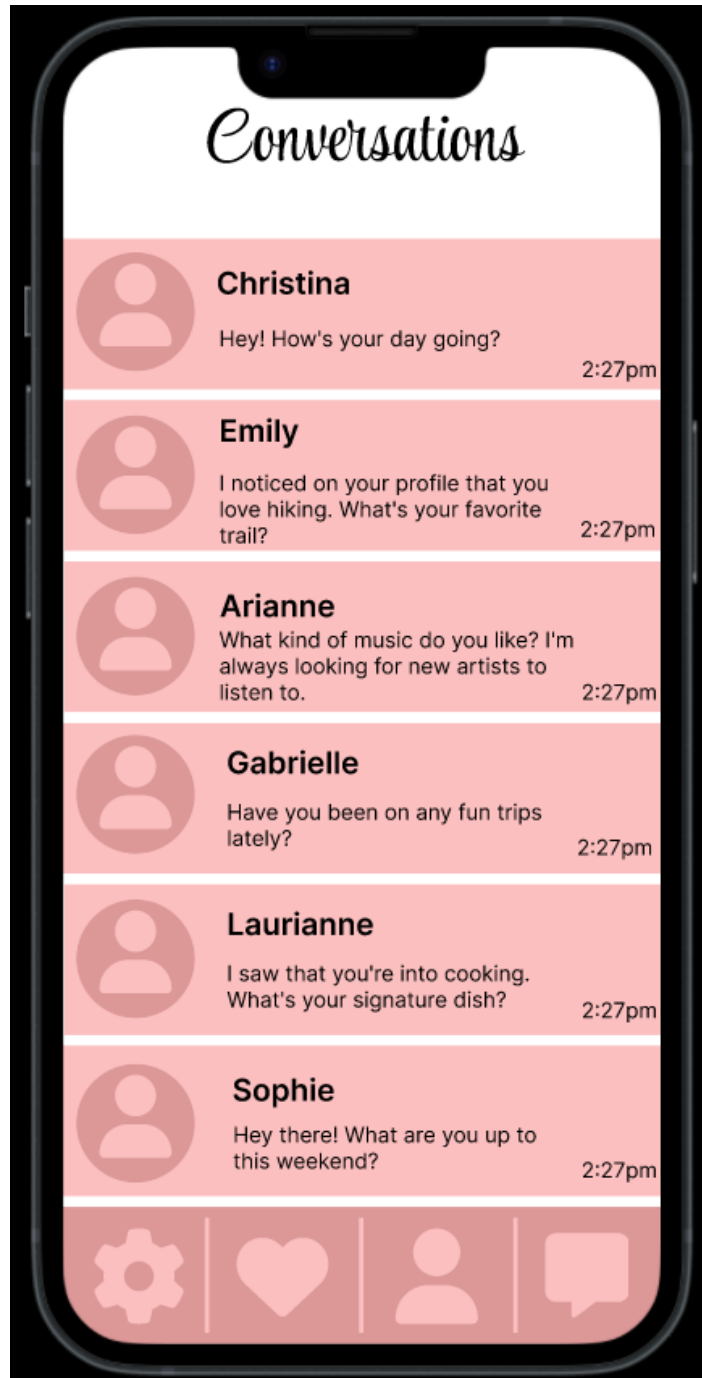 Conversations
Christina
Hey! How's your day going?
2:27pm
Emily
I noticed on your profile that you
love hiking. What's your favorite
trail?
2:27pm
Arianne
What kind of music do you like? I'm
always looking for new artists to
listen to.
2:27pm
Gabrielle
Have you been on any fun trips
lately?
2:27pm
Laurianne
I saw that you're into cooking.
What's your signature dish?
2:27pm
Sophie
Hey there! What are you up to
this weekend?
2:27pm